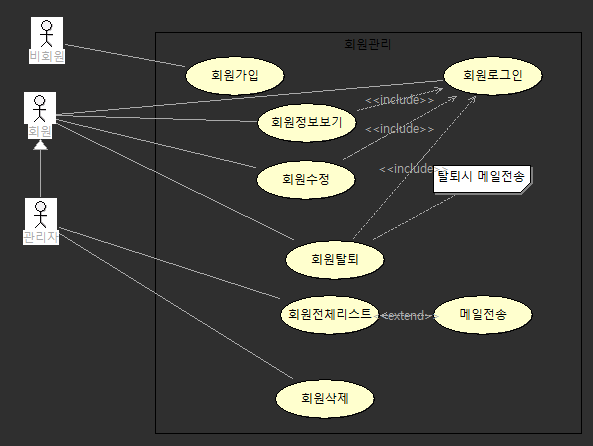 회원관리
비회원
회원가입
회원로그인
<<include>>
회원
회원정보보기
<<include>>
회원수정
<<include>>
탈퇴시 메일전송
관리자
회원탈퇴
회원전체리스트
<extend>
메일전송
회원삭제